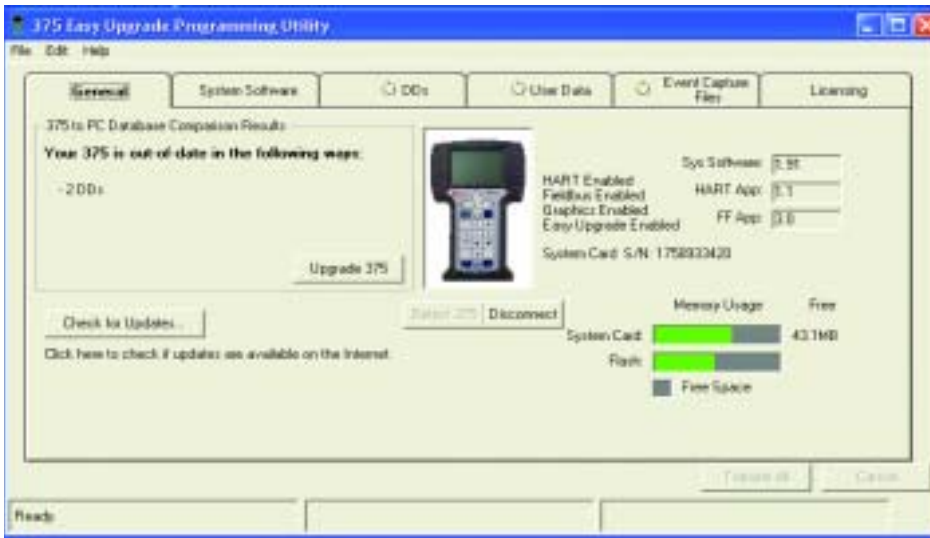 375 Easy Upgrade Programming Utility
File Edit Help
General
System Software
DDs
User Data
Event Capture
Files
Licensing
375 to PC Database Comparison Results
Your 375 is out of date in the following ways:
- 2 DDs
Upgrade 375
HART Enabled
Fieldbus Enabled
Graphics Enabled
Easy Upgrade Enabled
System Card S/N: 1758933420
Sys Software:
HART App:
FF App:
Check for Updates...
Click here to check if updates are available on the Internet.
375 Disconnect
Memory Usage Free
System Card: 43.1MB
Flash:
Free Space
Cancel
Ready